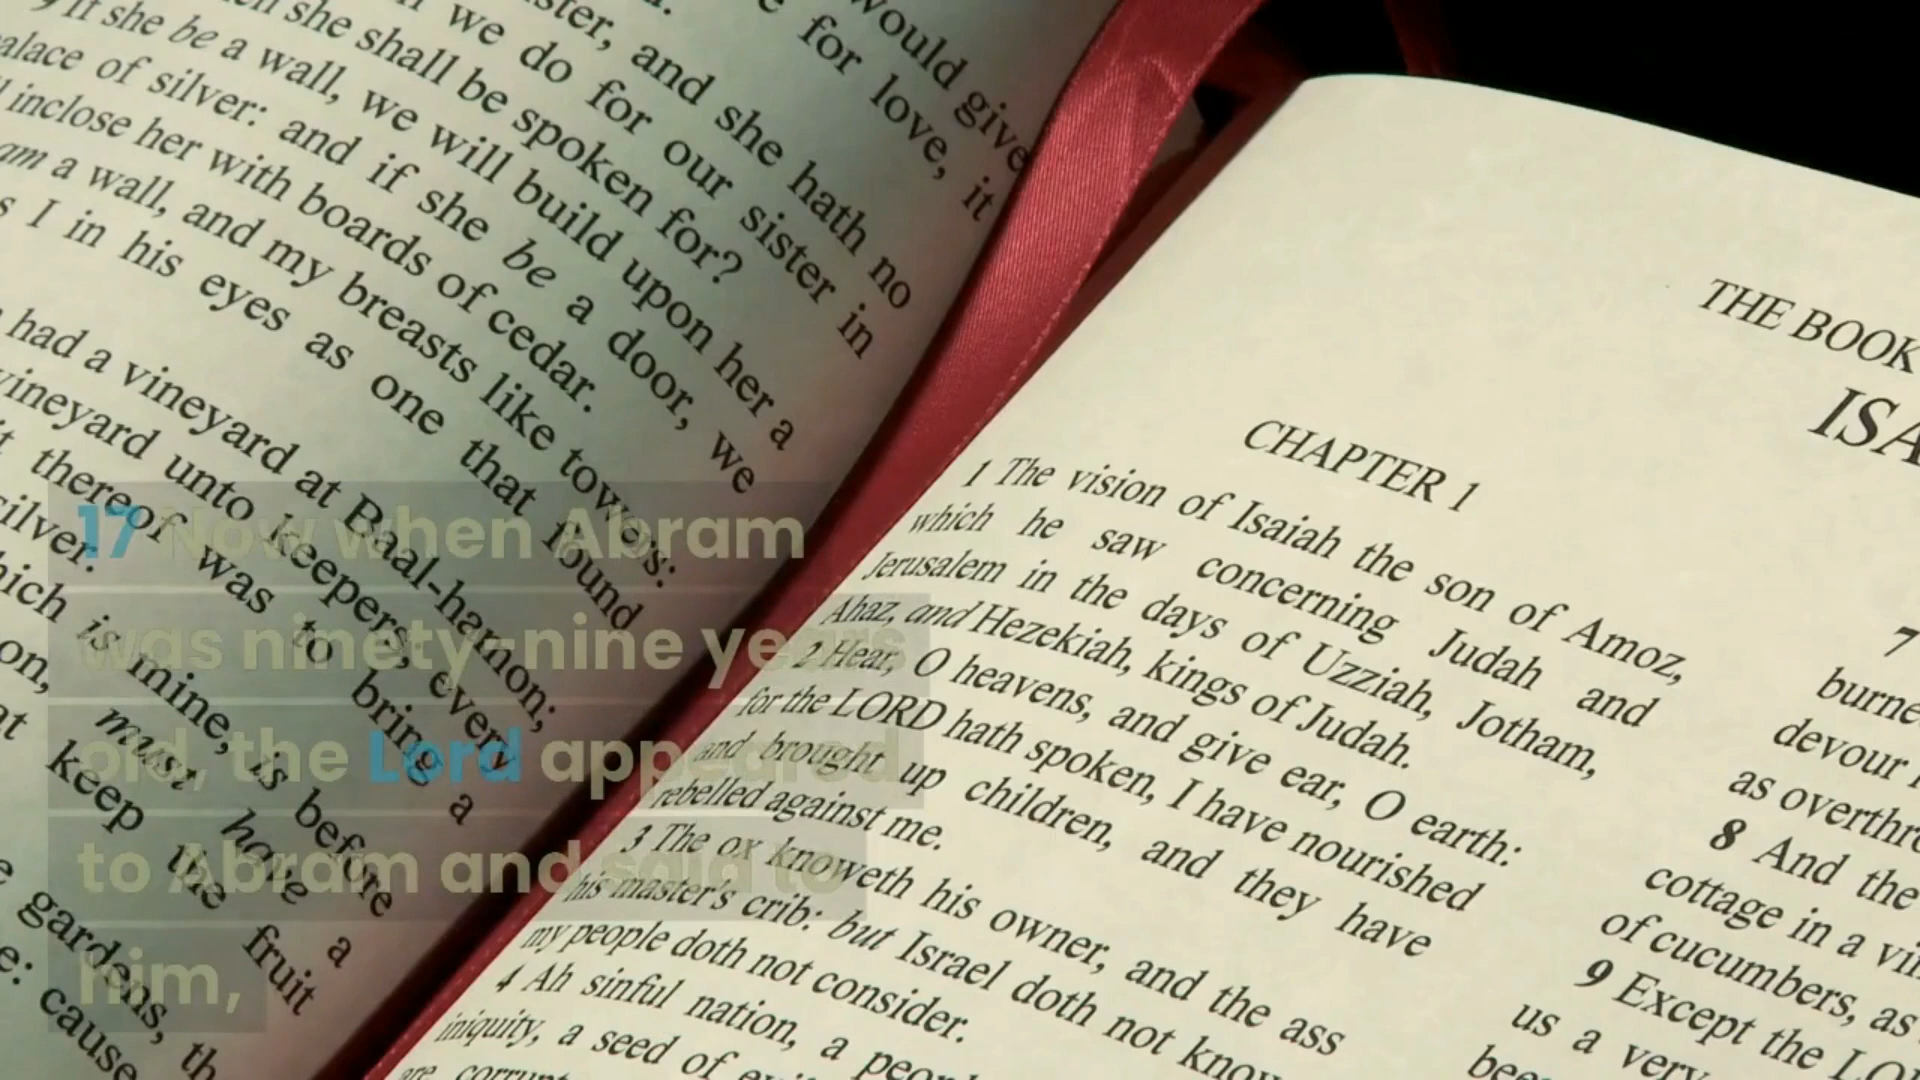 would give
for love, it
ister, and she hath no
we do for our sister in
she shall be spoken for?
if she be a wall, we will build upon her a
alace of silver: and if she be a door, we
inclose her with boards of cedar.
am a wall, and my breasts like towers:
s I in his eyes as one that found
had a vineyard at Baal-hamon;
vineyard unto keepers; every
thereof was to bring a
silver.
hich is mine, is before
on, must have a
at keep the fruit
gardens, th
e: cause
THE BOOK
ISA
CHAPTER 1
1 The vision of Isaiah the son of Amoz,
which he saw concerning Judah and
Jerusalem in the days of Uzziah, Jotham,
Ahaz, and Hezekiah, kings of Judah.
2 Hear, O heavens, and give ear, O earth:
for the LORD hath spoken, I have nourished
and brought up children, and they have
rebelled against me.
3 The ox knoweth his owner, and the ass
his master's crib: but Israel doth not know
my people doth not consider.
4 Ah sinful nation, a peop
iniquity, a seed of
are corrupt
7
burne
devour
as overthr
8 And the
cottage in a vi
of cucumbers, as
9 Except the LO
us a very
bee
17 Now when Abram
was ninety-nine years
old, the Lord appeared
to Abram and said to
him,